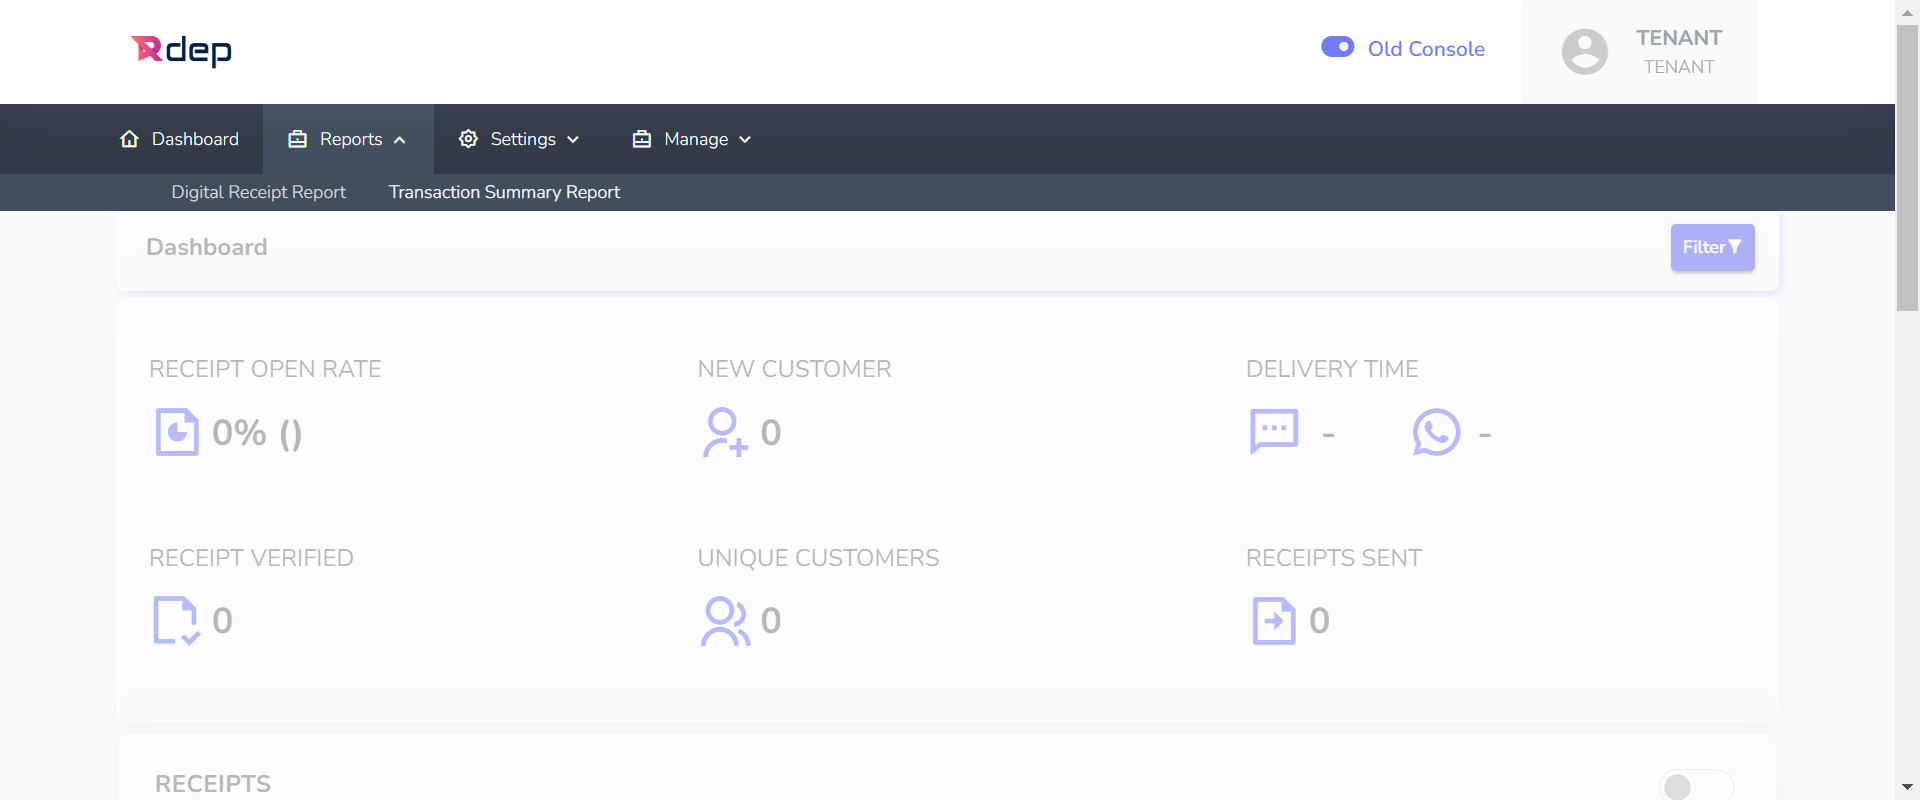 Rdep
Old Console
TENANT
TENANT
Dashboard
Reports
Settings
Manage
Digital Receipt Report
Transaction Summary Report
Dashboard
Filter
RECEIPT OPEN RATE
NEW CUSTOMER
DELIVERY TIME
0% ()
0
-
-
RECEIPT VERIFIED
UNIQUE CUSTOMERS
RECEIPTS SENT
0
0
0
RECEIPTS